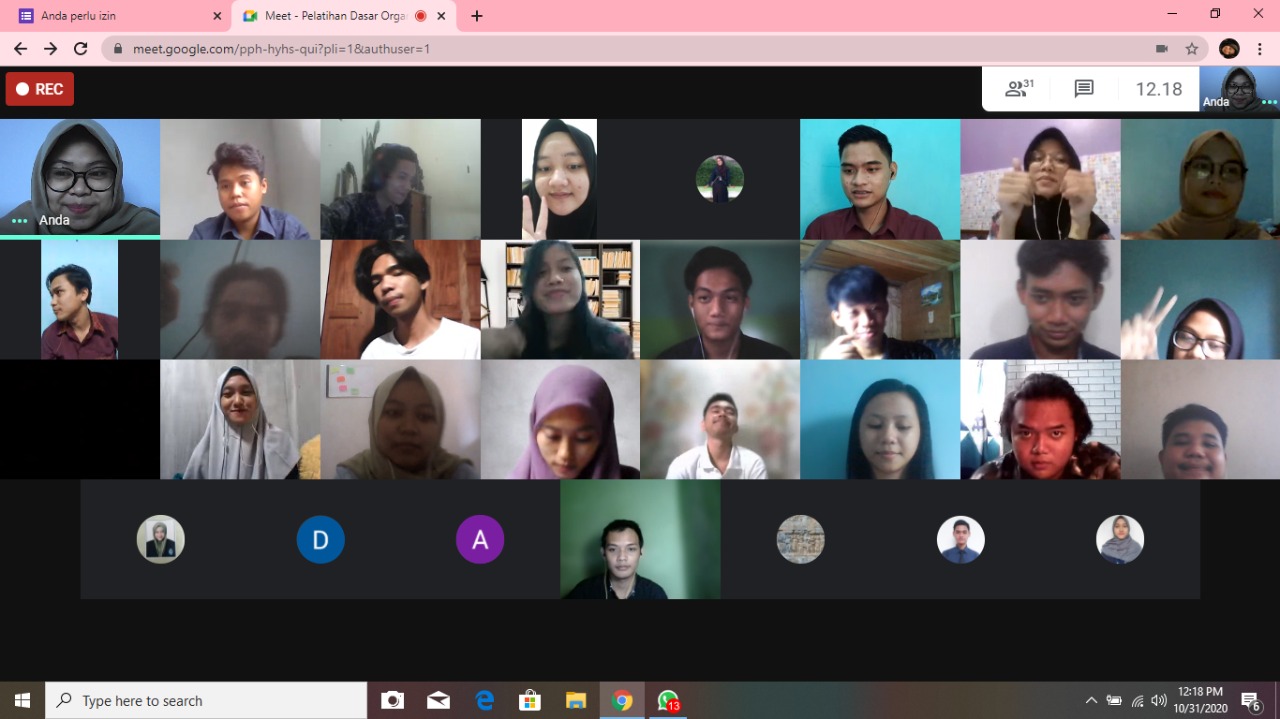 Anda perlu izin
Meet - Pelatihan Dasar Orga
meet.google.com/pph-hyhs-qui?pli=1&authuser=1
REC
31
12.18
Anda
Anda
D
A
Type here to search
13
12:18 PM
10/31/2020
6